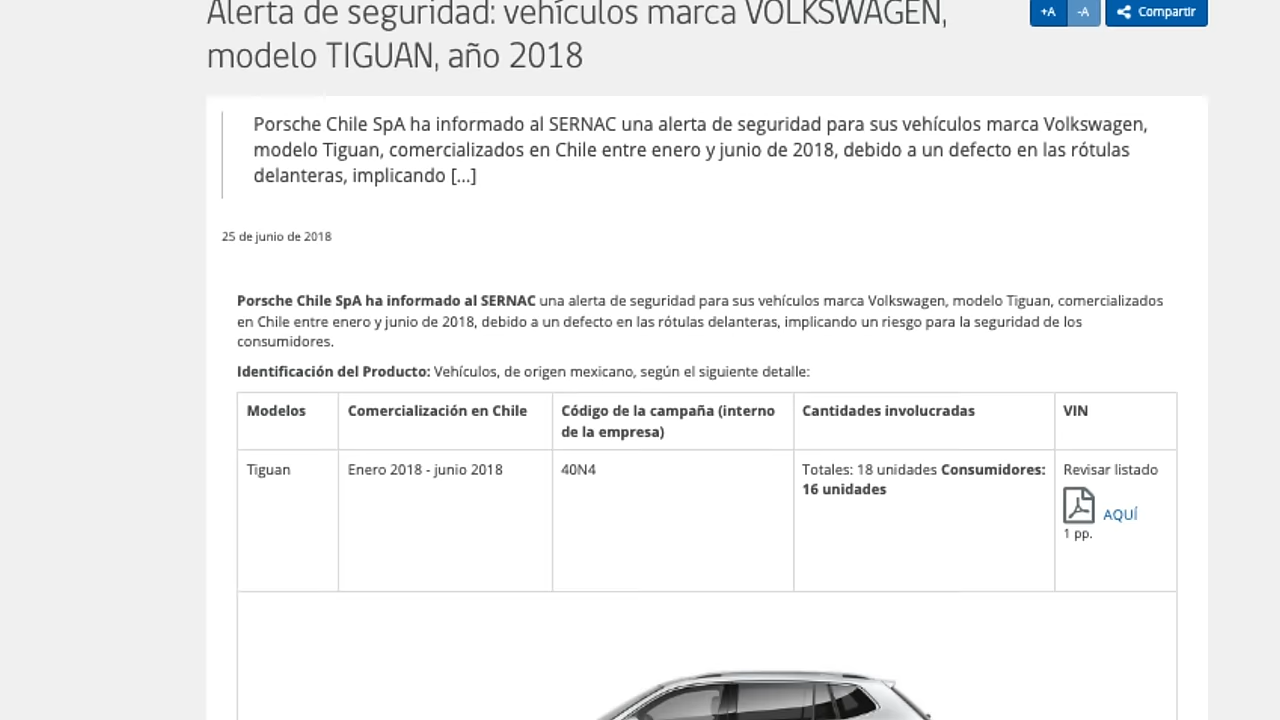 Alerta de seguridad: vehículos marca VOLKSWAGEN,
modelo TIGUAN, año 2018
+A
-A
Compartir
Porsche Chile SpA ha informado al SERNAC una alerta de seguridad para sus vehículos marca Volkswagen,
modelo Tiguan, comercializados en Chile entre enero y junio de 2018, debido a un defecto en las rótulas
delanteras, implicando [...]
25 de junio de 2018
Porsche Chile SpA ha informado al SERNAC una alerta de seguridad para sus vehículos marca Volkswagen, modelo Tiguan, comercializados
en Chile entre enero y junio de 2018, debido a un defecto en las rótulas delanteras, implicando un riesgo para la seguridad de los
consumidores.
Identificación del Producto: Vehículos, de origen mexicano, según el siguiente detalle:
Modelos
Comercialización en Chile
Código de la campaña (interno
de la empresa)
Cantidades involucradas
VIN
Tiguan
Enero 2018 - junio 2018
40N4
Totales: 18 unidades Consumidores:
16 unidades
Revisar listado
AQUÍ
1 pp.